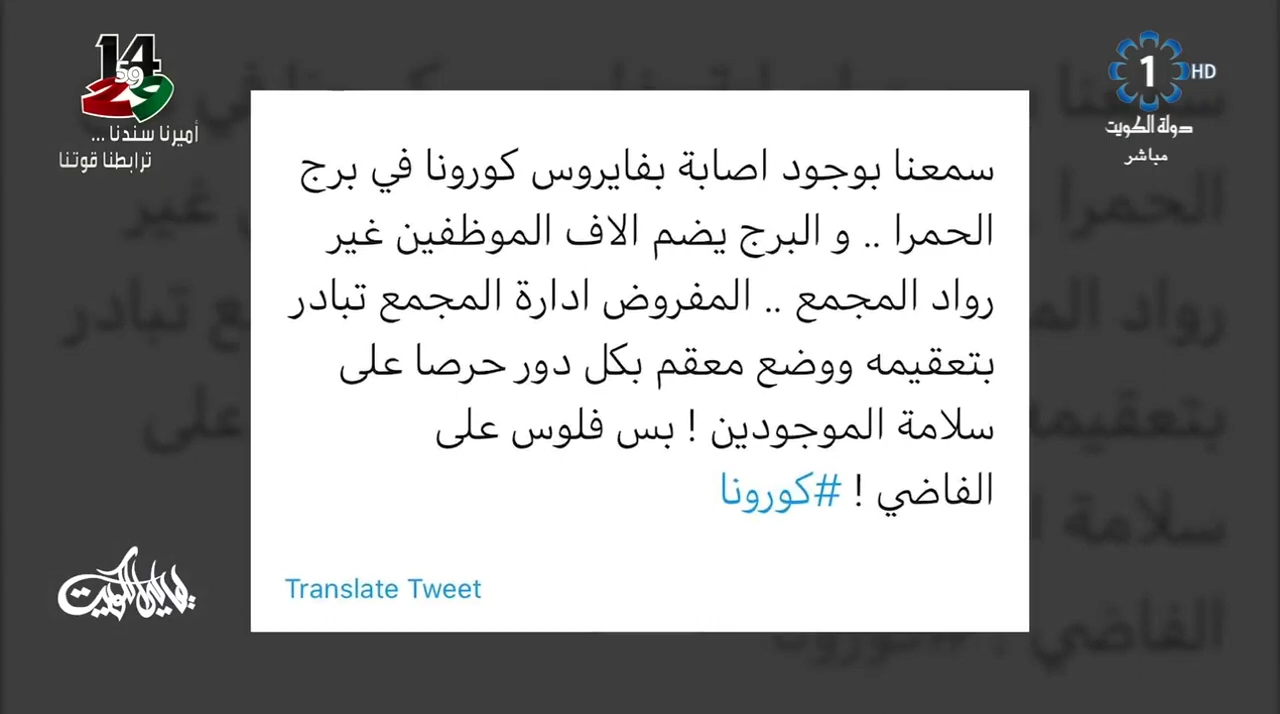 14
59
29
أميرنا سندنا ...
ترابطنا قوتنا
1 HD
دولة الكويت
مباشر
سمعنا بوجود اصابة بفايروس كورونا في برج
الحمرا .. و البرج يضم الاف الموظفين غير
رواد المجمع .. المفروض ادارة المجمع تبادر
بتعقيمه ووضع معقم بكل دور حرصا على
سلامة الموجودين ! بس فلوس على
الفاضي ! #كورونا
Translate Tweet